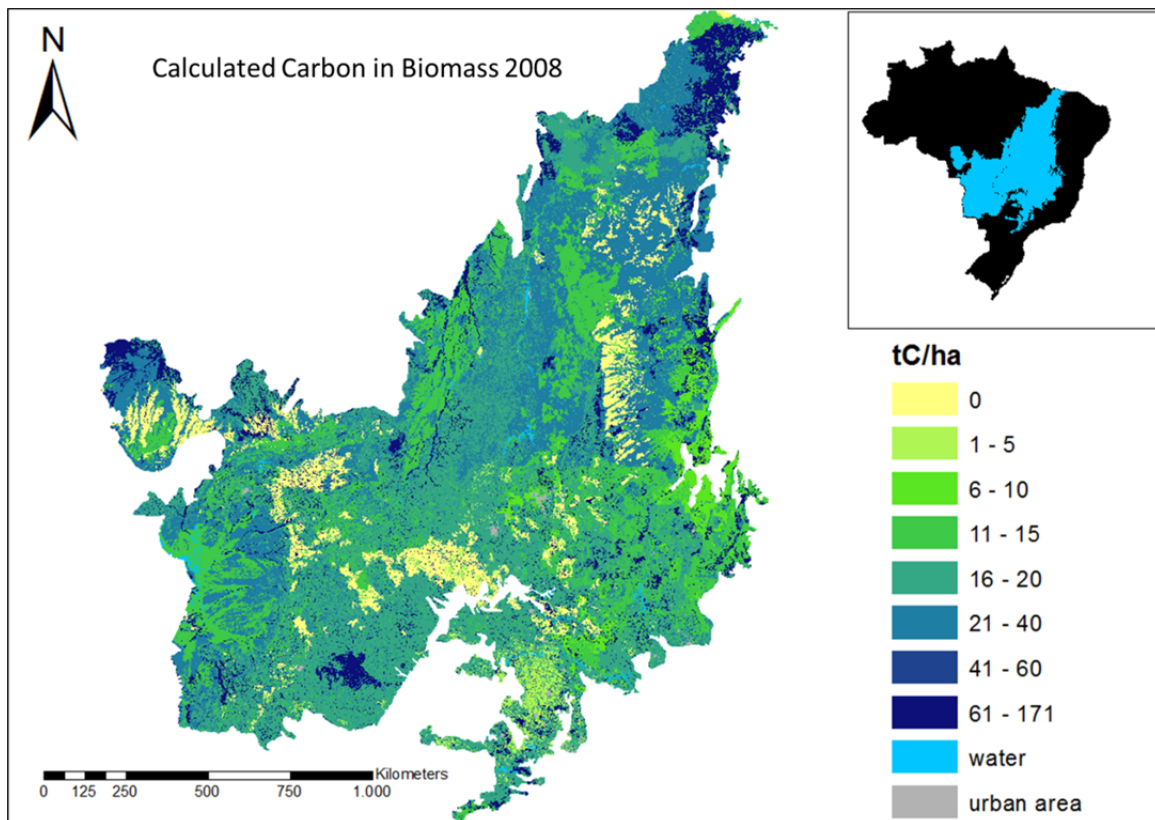 N
Calculated Carbon in Biomass 2008
tC/ha
0
1 - 5
6 - 10
11 - 15
16 - 20
21 - 40
41 - 60
61 - 171
water
urban area
Kilometers
0 125 250 500 750 1.000